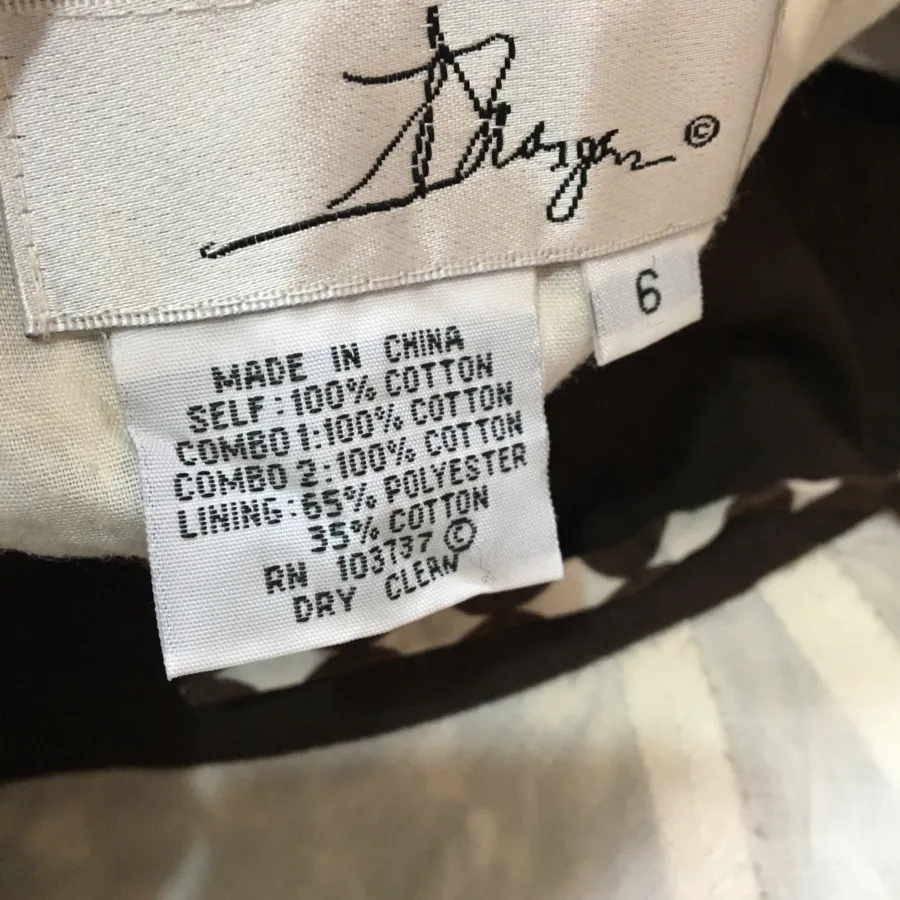 ©
6
MADE IN CHINA
SELF:100% COTTON
COMBO 1:100% COTTON
COMBO 2:100% COTTON
LINING:65% POLYESTER
35% COTTON
RN 103737 ©
DRY CLEAN